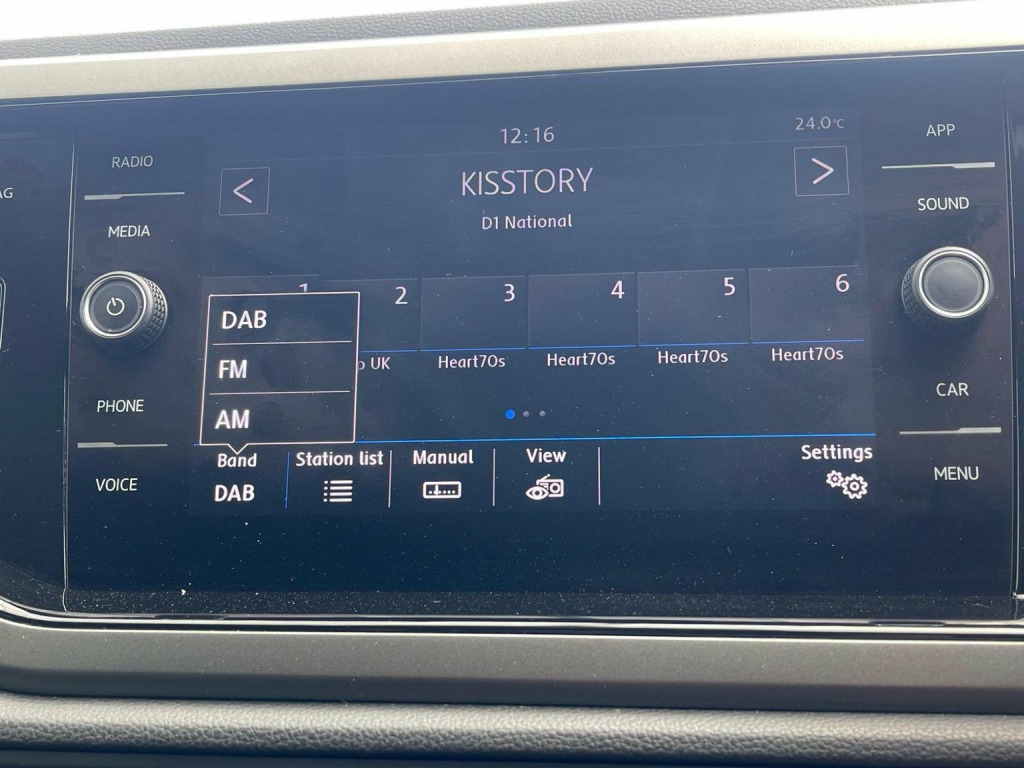 12:16
24.0°C
RADIO
APP
<
KISSTORY
>
SOUND
MEDIA
D1 National
1
2
3
4
5
6
DAB
UK
Heart70s
Heart70s
Heart70s
Heart70s
FM
AM
PHONE
CAR
Band
Station list
Manual
View
Settings
DAB
VOICE
MENU